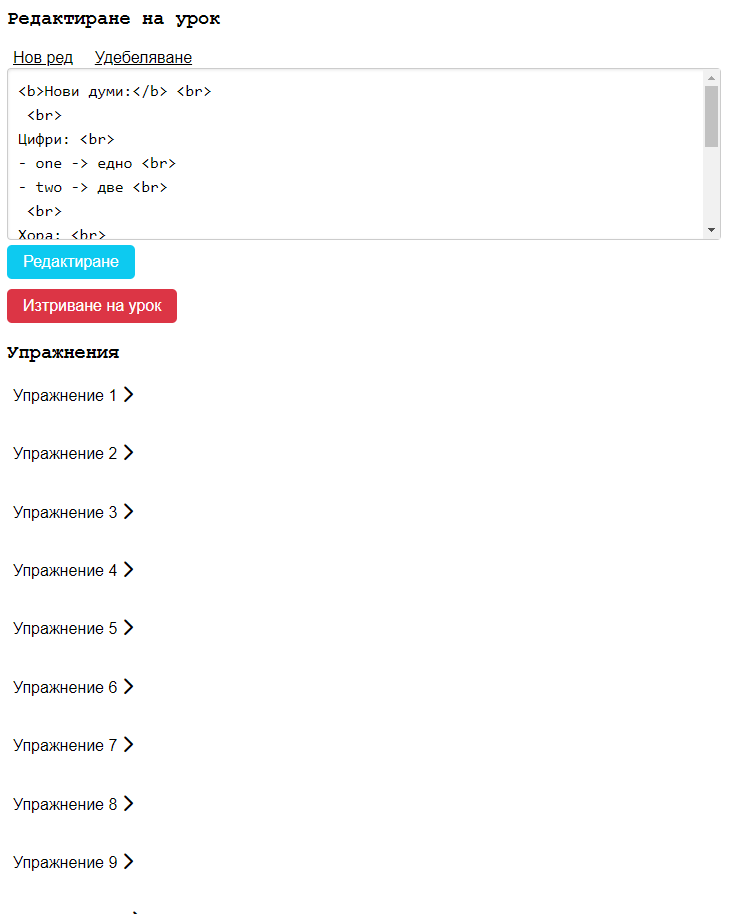 Редактиране на урок
Нов ред Удебеляване
<b>Нови думи:</b> <br>
<br>
Цифри: <br>
- one -> едно <br>
- two -> две <br>
<br>
Хора: <br>
Редактиране
Изтриване на урок
Упражнения
Упражнение 1
Упражнение 2
Упражнение 3
Упражнение 4
Упражнение 5
Упражнение 6
Упражнение 7
Упражнение 8
Упражнение 9